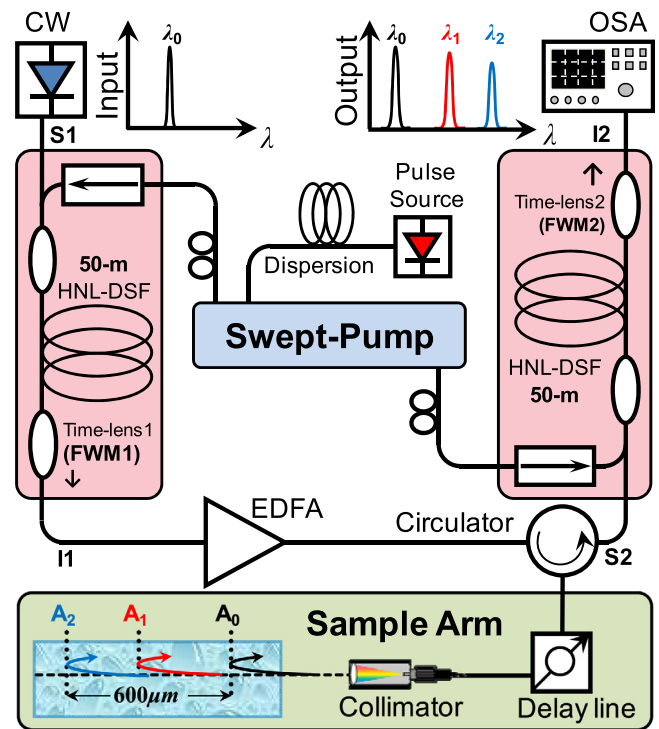 CW
Input
λ0
λ
Output
λ0
λ1
λ2
λ
OSA
S1
I2
Pulse
Source
Dispersion
50-m
HNL-DSF
Time-lens1
(FWM1)
Swept-Pump
Time-lens2
(FWM2)
HNL-DSF
50-m
EDFA
Circulator
I1
S2
A2
A1
A0
Sample Arm
600μm
Collimator
Delay line